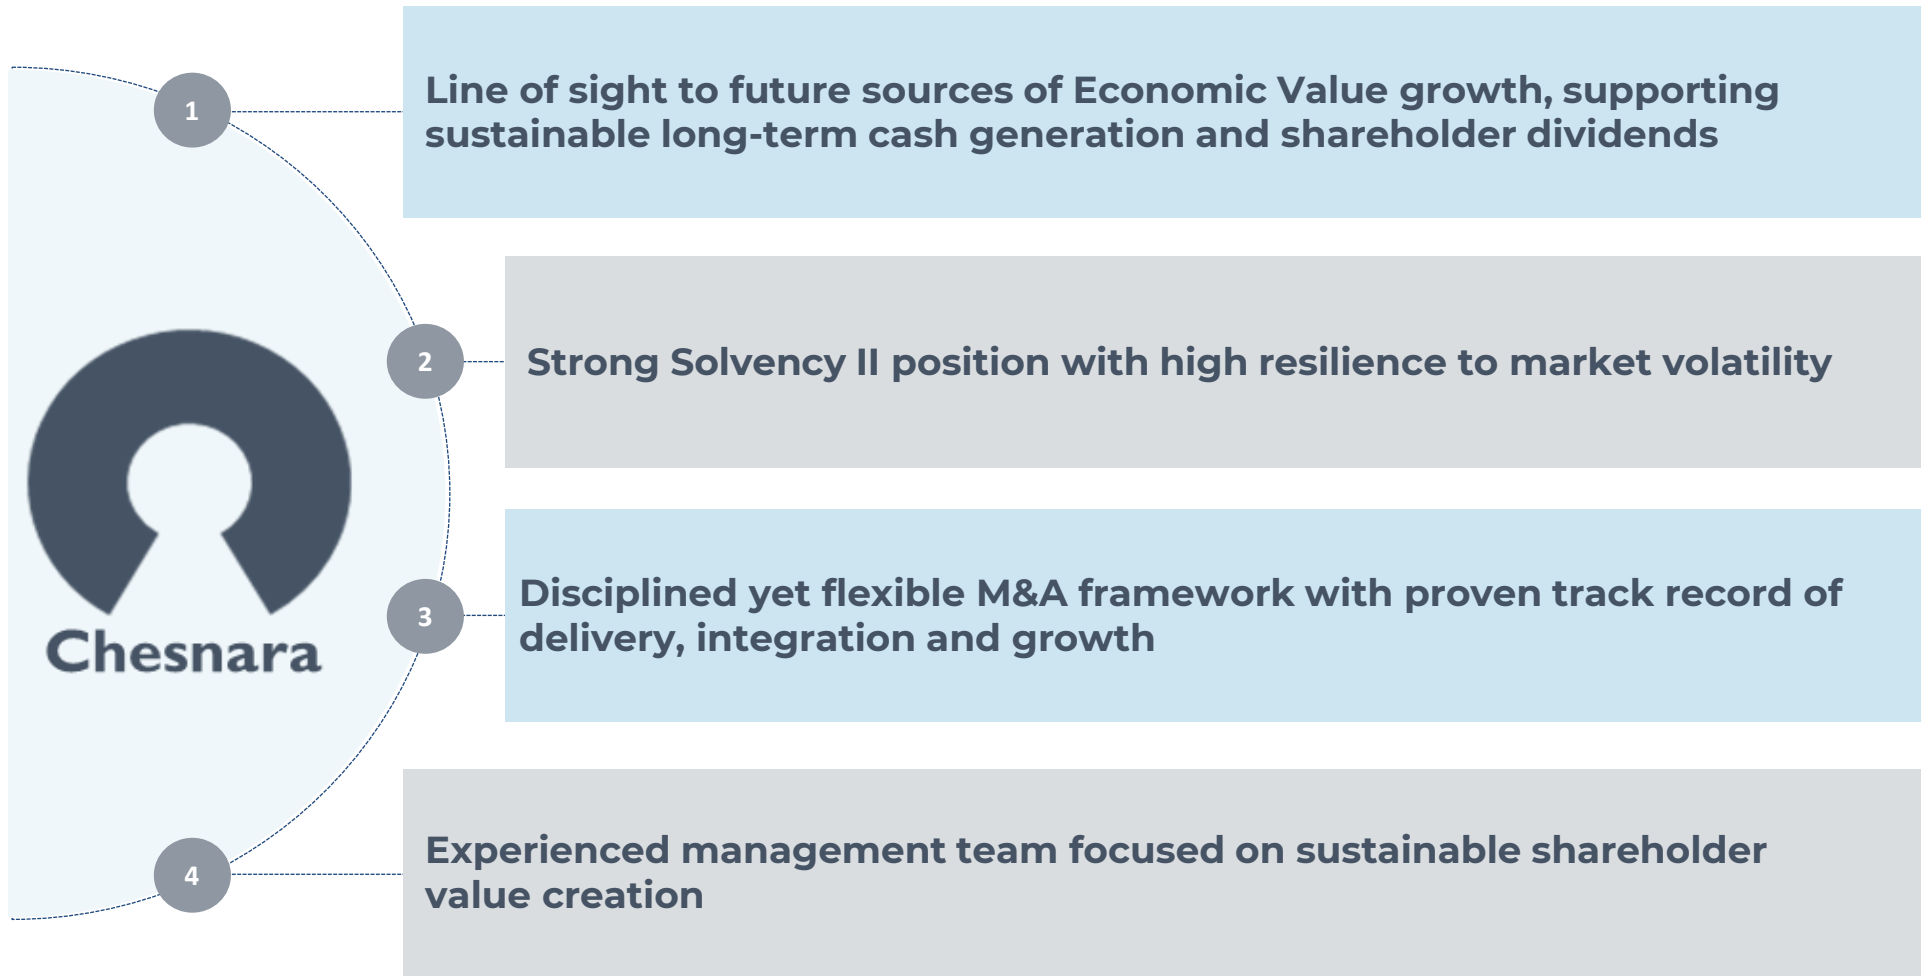 1
Line of sight to future sources of Economic Value growth, supporting
sustainable long-term cash generation and shareholder dividends
2
Strong Solvency II position with high resilience to market volatility
Chesnara
3
Disciplined yet flexible M&A framework with proven track record of
delivery, integration and growth
4
Experienced management team focused on sustainable shareholder
value creation